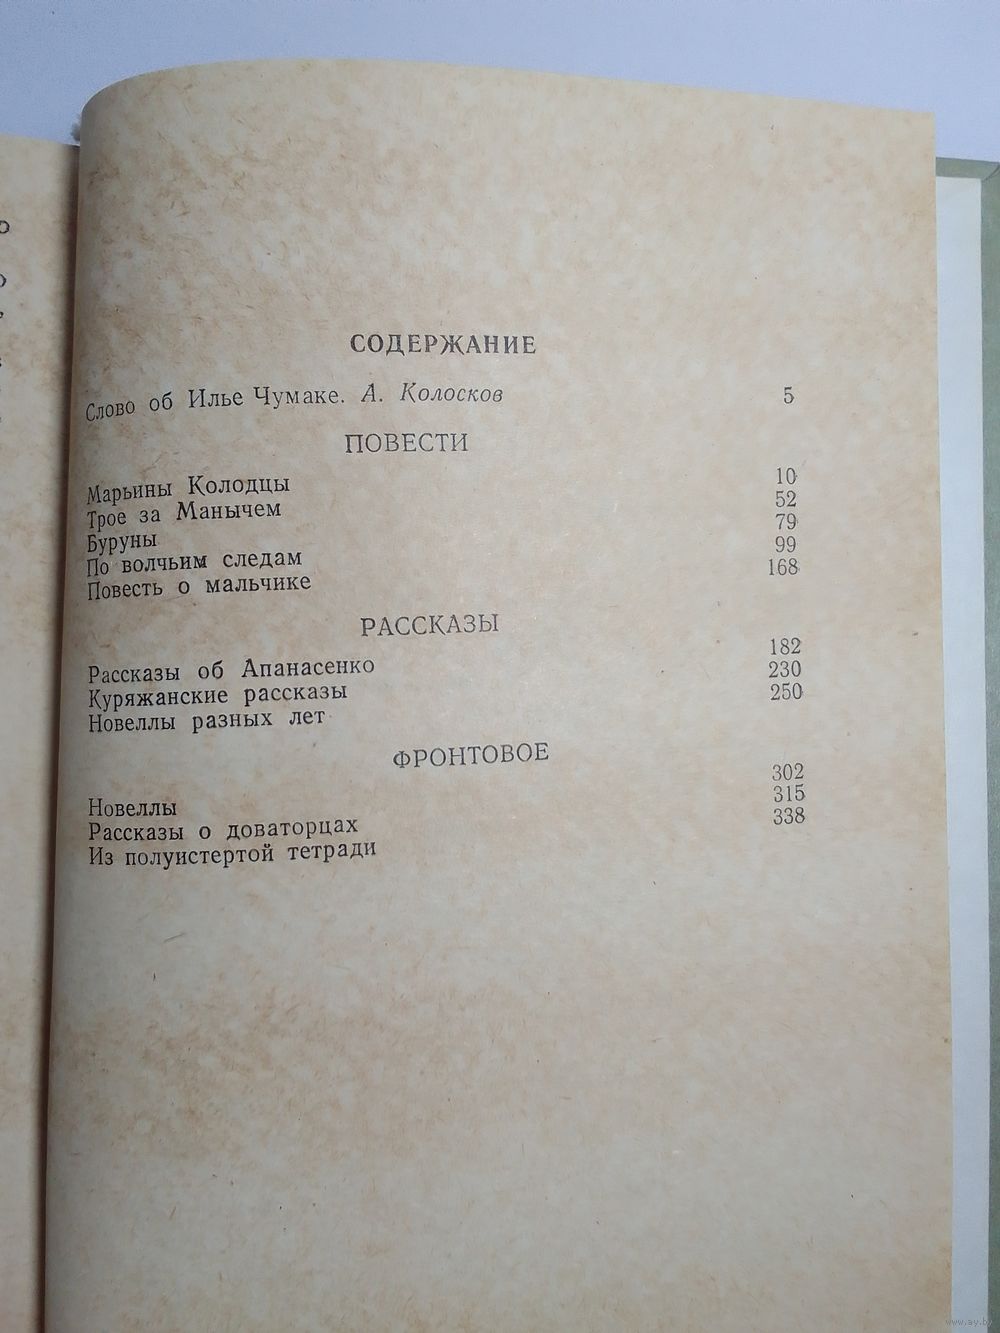 СОДЕРЖАНИЕ
Слово об Илье Чумаке. А. Колосков 5
ПОВЕСТИ
Марьины Колодцы 10
Трое за Манычем 52
Буруны 79
По волчьим следам 99
Повесть о мальчике 168
РАССКАЗЫ
Рассказы об Апанасенко 182
Куряжанские рассказы 230
Новеллы разных лет 250
ФРОНТОВОЕ
Новеллы 302
Рассказы о доваторцах 315
Из полуистертой тетради 338